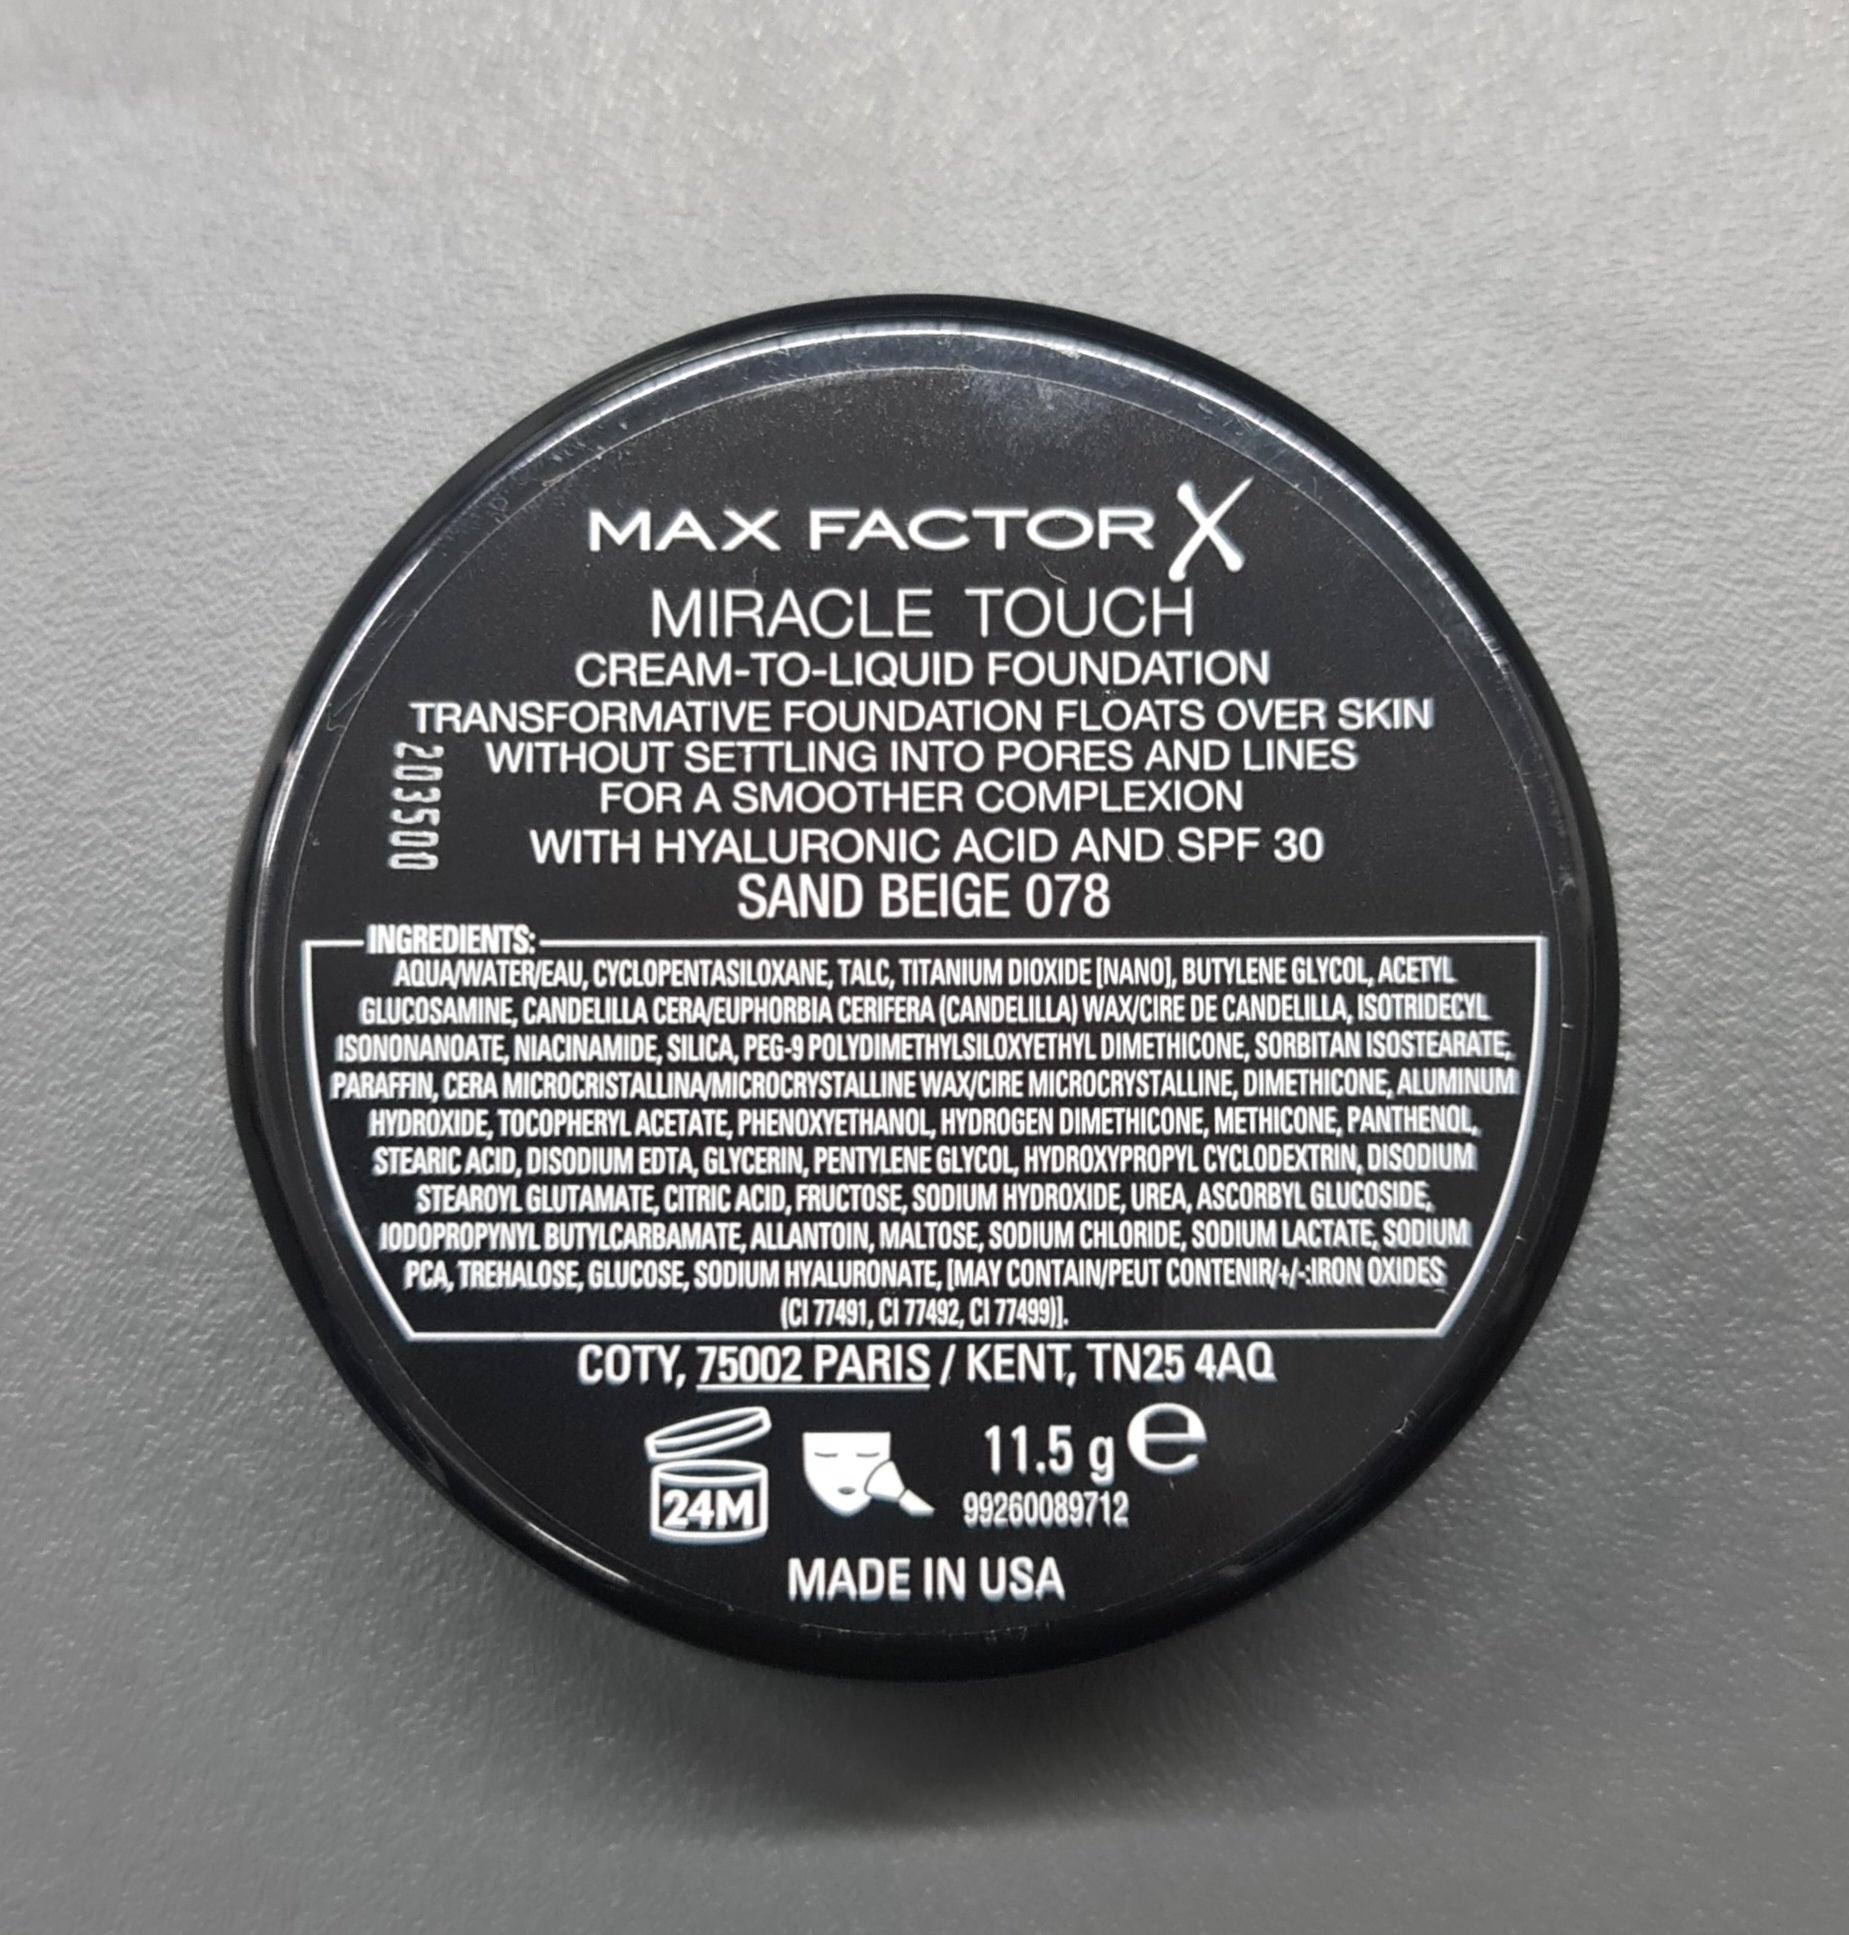 MAX FACTOR X
MIRACLE TOUCH
CREAM-TO-LIQUID FOUNDATION
TRANSFORMATIVE FOUNDATION FLOATS OVER SKIN
WITHOUT SETTLING INTO PORES AND LINES
FOR A SMOOTHER COMPLEXION
WITH HYALURONIC ACID AND SPF 30
SAND BEIGE 078
203500
INGREDIENTS:
AQUA/WATER/EAU, CYCLOPENTASILOXANE, TALC, TITANIUM DIOXIDE [NANO], BUTYLENE GLYCOL, ACETYL
GLUCOSAMINE, CANDELILLA CERA/EUPHORBIA CERIFERA (CANDELILLA) WAX/CIRE DE CANDELILLA, ISOTRIDECYL
ISONONANOATE, NIACINAMIDE, SILICA, PEG-9 POLYDIMETHYLSILOXYETHYL DIMETHICONE, SORBITAN ISOSTEARATE,
PARAFFIN, CERA MICROCRISTALLINA/MICROCRYSTALLINE WAX/CIRE MICROCRYSTALLINE, DIMETHICONE, ALUMINUM
HYDROXIDE, TOCOPHERYL ACETATE, PHENOXYETHANOL, HYDROGEN DIMETHICONE, METHICONE, PANTHENOL,
STEARIC ACID, DISODIUM EDTA, GLYCERIN, PENTYLENE GLYCOL, HYDROXYPROPYL CYCLODEXTRIN, DISODIUM
STEAROYL GLUTAMATE, CITRIC ACID, FRUCTOSE, SODIUM HYDROXIDE, UREA, ASCORBYL GLUCOSIDE,
IODOPROPYNYL BUTYLCARBAMATE, ALLANTOIN, MALTOSE, SODIUM CHLORIDE, SODIUM LACTATE, SODIUM
PCA, TREHALOSE, GLUCOSE, SODIUM HYALURONATE, [MAY CONTAIN/PEUT CONTENIR/+/-:IRON OXIDES
(CI 77491, CI 77492, CI 77499)].
COTY, 75002 PARIS / KENT, TN25 4AQ
24M
11.5 g e
99260089712
MADE IN USA